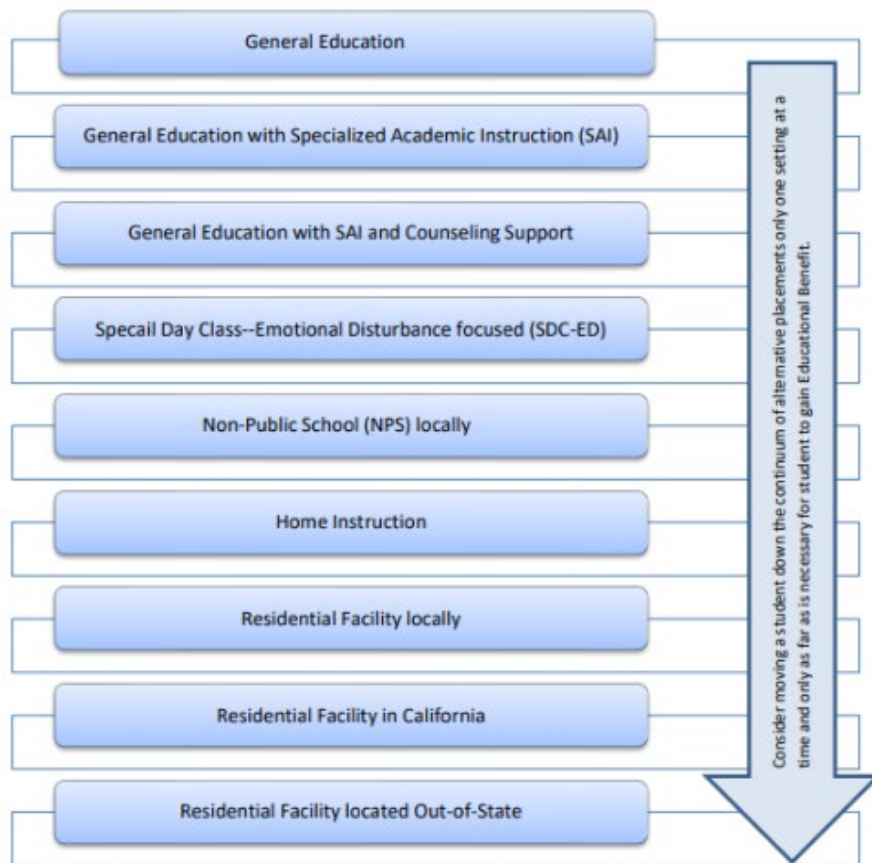 General Education
General Education with Specialized Academic Instruction (SAI)
General Education with SAI and Counseling Support
Specail Day Class--Emotional Disturbance focused (SDC-ED)
Non-Public School (NPS) locally
Home Instruction
Residential Facility locally
Residential Facility in California
Residential Facility located Out-of-State
Consider moving a student down the continuum of alternative placements only one setting at a
time and only as far as is necessary for student to gain Educational Benefit.